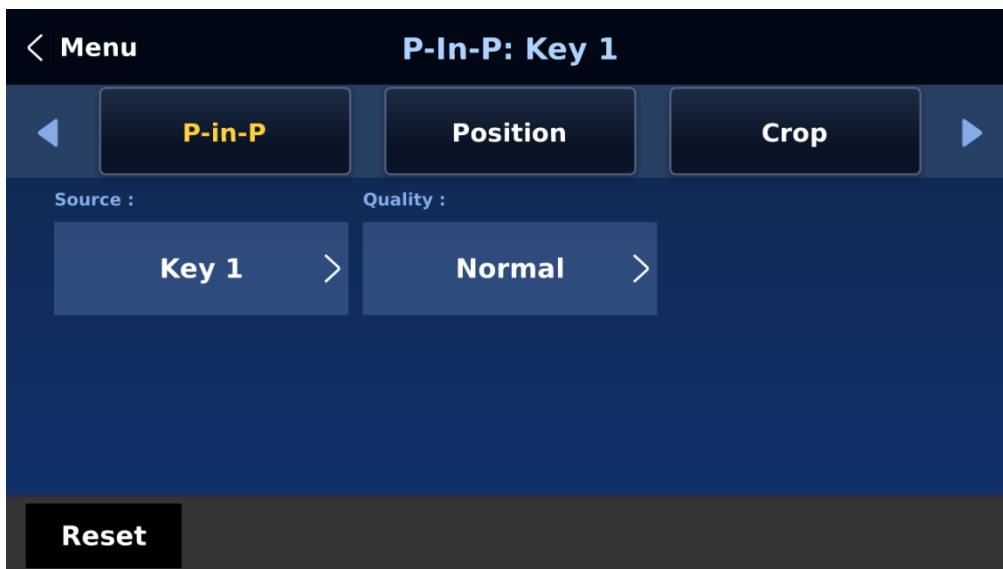 Menu
P-In-P: Key 1
P-in-P
Position
Crop
Source :
Quality :
Key 1
Normal
Reset